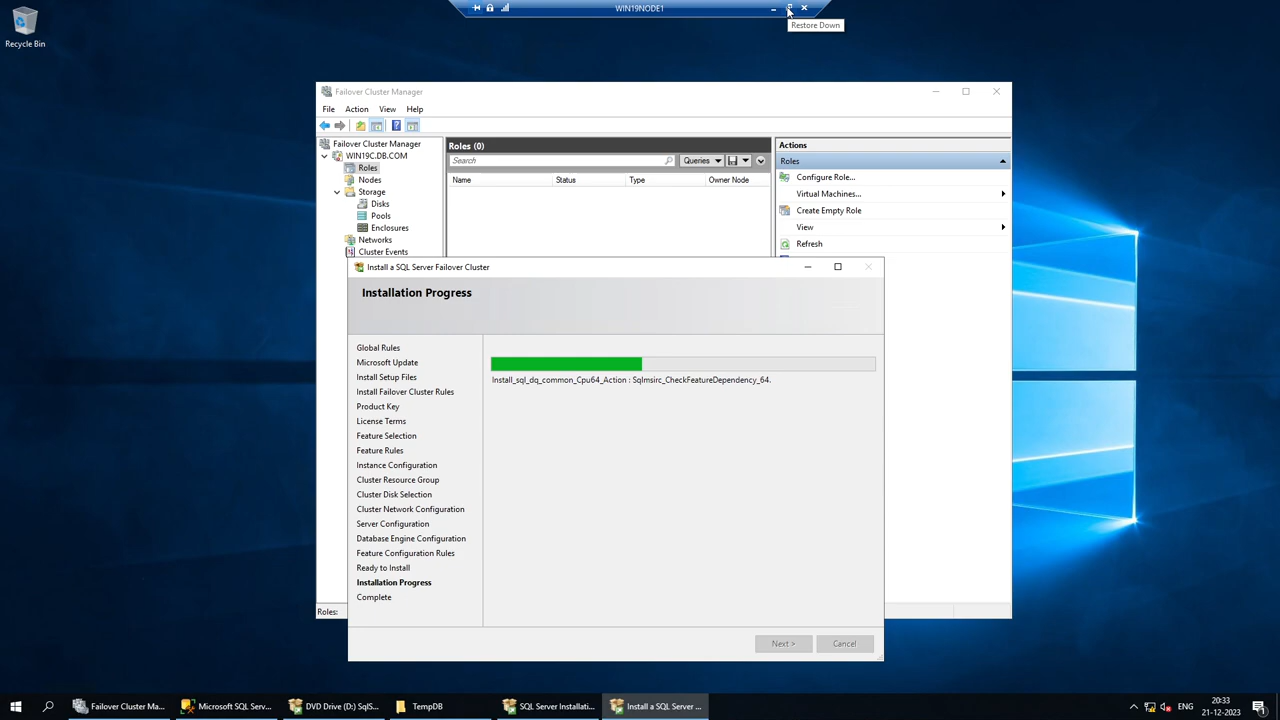 WIN19NODE1
Restore Down
Recycle Bin
Failover Cluster Manager
File Action View Help
Failover Cluster Manager
WIN19C.DB.COM
Roles
Nodes
Storage
Disks
Pools
Enclosures
Networks
Cluster Events
Roles (0)
Search
Queries
Name Status Type Owner Node
Actions
Roles
Configure Role...
Virtual Machines...
Create Empty Role
View
Refresh
Install a SQL Server Failover Cluster
Installation Progress
Global Rules
Microsoft Update
Install Setup Files
Install Failover Cluster Rules
Product Key
License Terms
Feature Selection
Feature Rules
Instance Configuration
Cluster Resource Group
Cluster Disk Selection
Cluster Network Configuration
Server Configuration
Database Engine Configuration
Feature Configuration Rules
Ready to Install
Installation Progress
Complete
Install_sql_dq_common_Cpu64_Action : Sqlmsirc_CheckFeatureDependency_64.
Next >
Cancel
Roles:
Failover Cluster Ma...
Microsoft SQL Serv...
DVD Drive (D:) SqlS...
TempDB
SQL Server Installati...
Install a SQL Server ...
ENG
20:33
21-12-2023